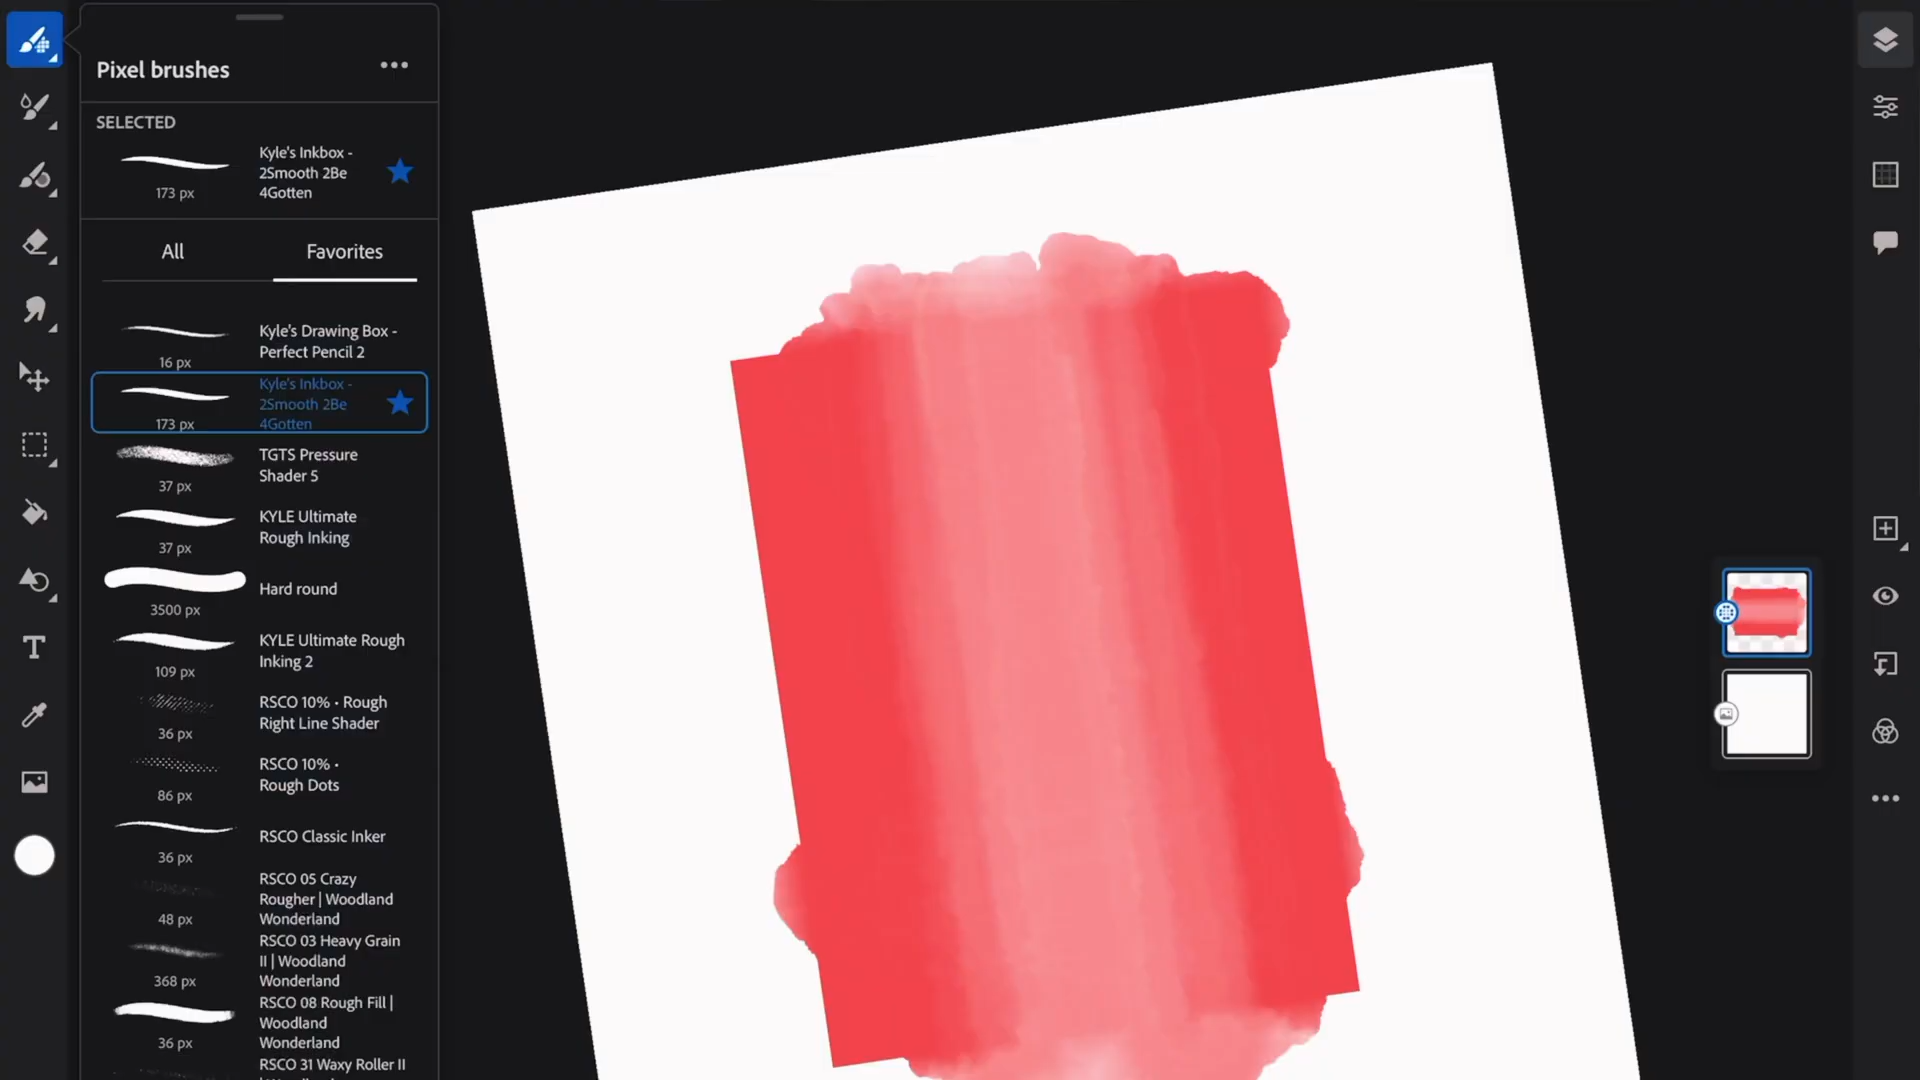 Pixel brushes
SELECTED
Kyle's Inkbox -
2Smooth 2Be
4Gotten
173 px
All
Favorites
Kyle's Drawing Box -
Perfect Pencil 2
16 px
Kyle's Inkbox -
2Smooth 2Be
4Gotten
173 px
TGTS Pressure
Shader 5
37 px
KYLE Ultimate
Rough Inking
37 px
Hard round
3500 px
KYLE Ultimate Rough
Inking 2
109 px
RSCO 10% • Rough
Right Line Shader
36 px
RSCO 10% •
Rough Dots
86 px
RSCO Classic Inker
36 px
RSCO 05 Crazy
Rougher | Woodland
Wonderland
48 px
RSCO 03 Heavy Grain
II | Woodland
Wonderland
368 px
RSCO 08 Rough Fill |
Woodland
Wonderland
36 px
RSCO 31 Waxy Roller II
T